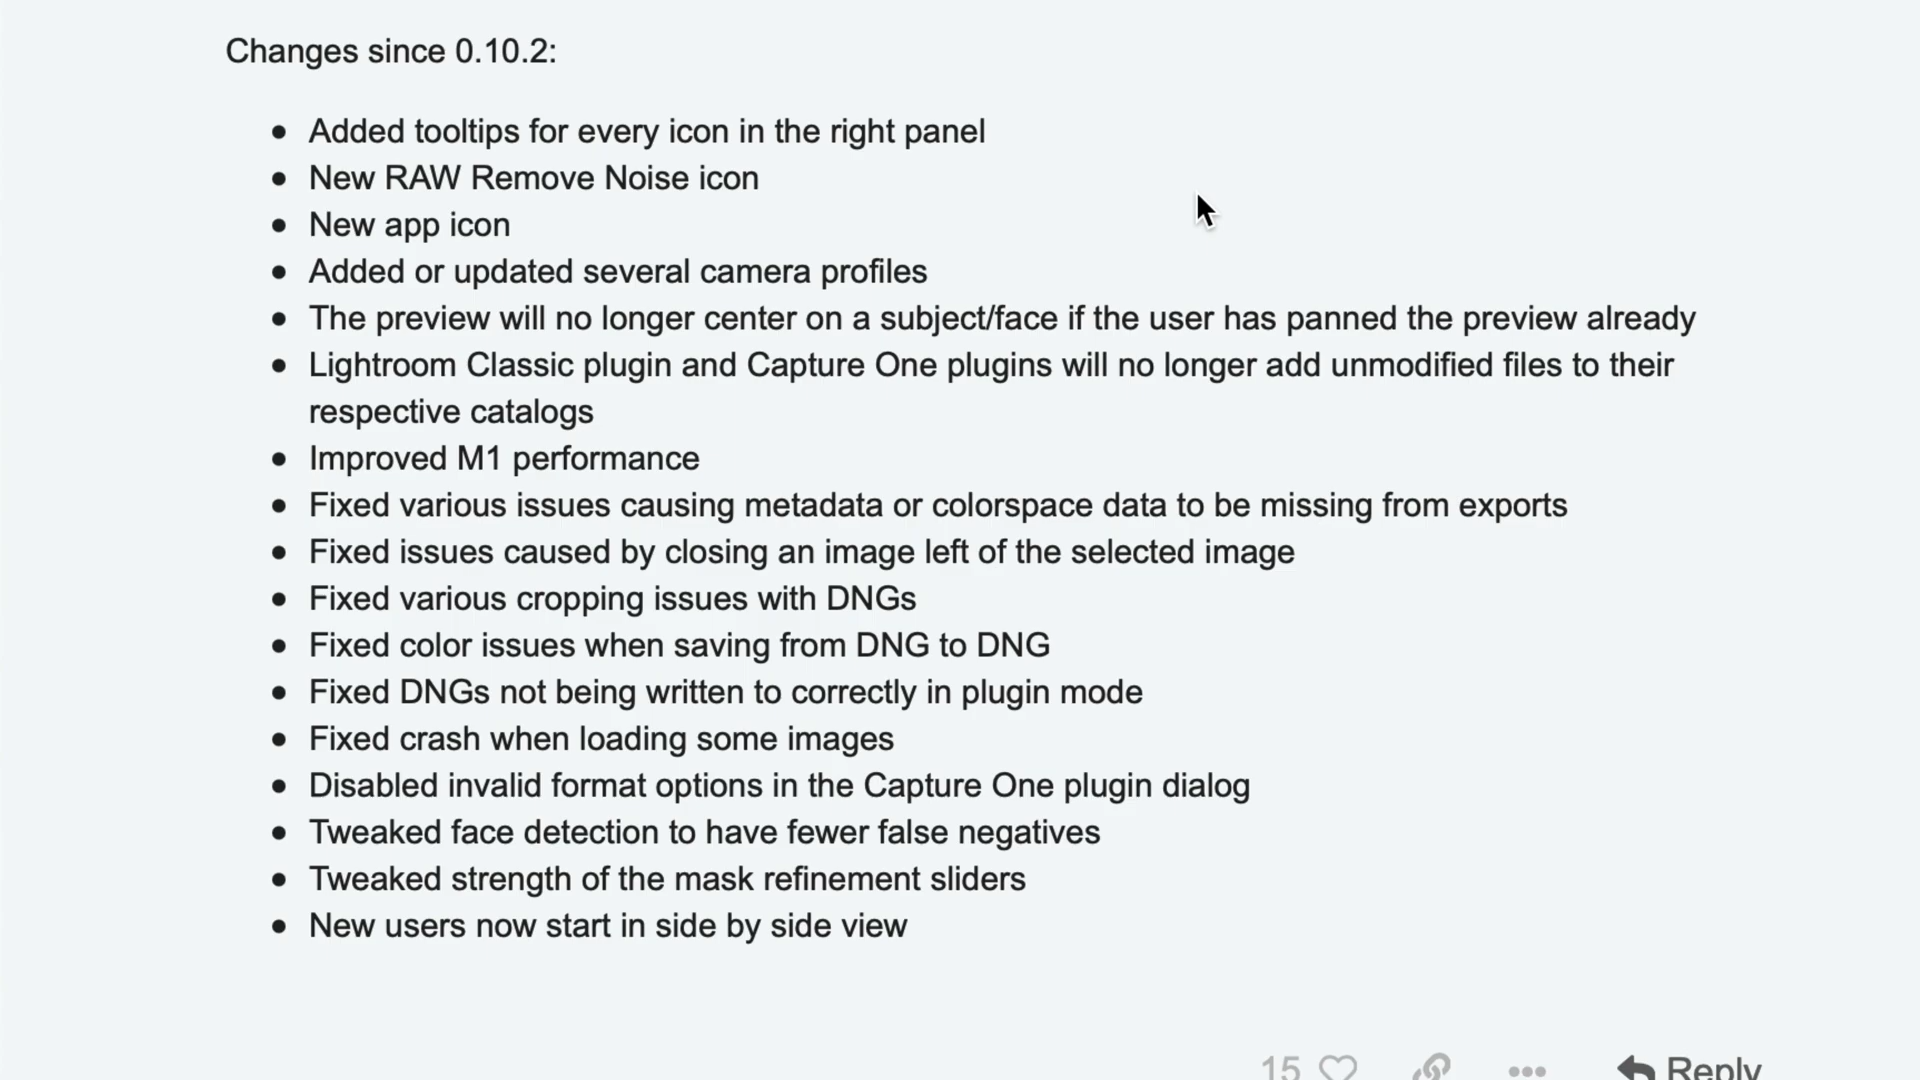 Changes since 0.10.2:
• Added tooltips for every icon in the right panel
• New RAW Remove Noise icon
• New app icon
• Added or updated several camera profiles
• The preview will no longer center on a subject/face if the user has panned the preview already
• Lightroom Classic plugin and Capture One plugins will no longer add unmodified files to their
respective catalogs
• Improved M1 performance
• Fixed various issues causing metadata or colorspace data to be missing from exports
• Fixed issues caused by closing an image left of the selected image
• Fixed various cropping issues with DNGs
• Fixed color issues when saving from DNG to DNG
• Fixed DNGs not being written to correctly in plugin mode
• Fixed crash when loading some images
• Disabled invalid format options in the Capture One plugin dialog
• Tweaked face detection to have fewer false negatives
• Tweaked strength of the mask refinement sliders
• New users now start in side by side view
15 Reply